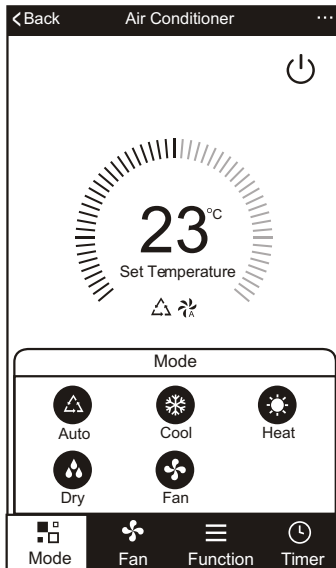 Back Air Conditioner ...
23°C
Set Temperature
A
Mode
Auto Cool Heat
Dry Fan
Mode Fan Function Timer